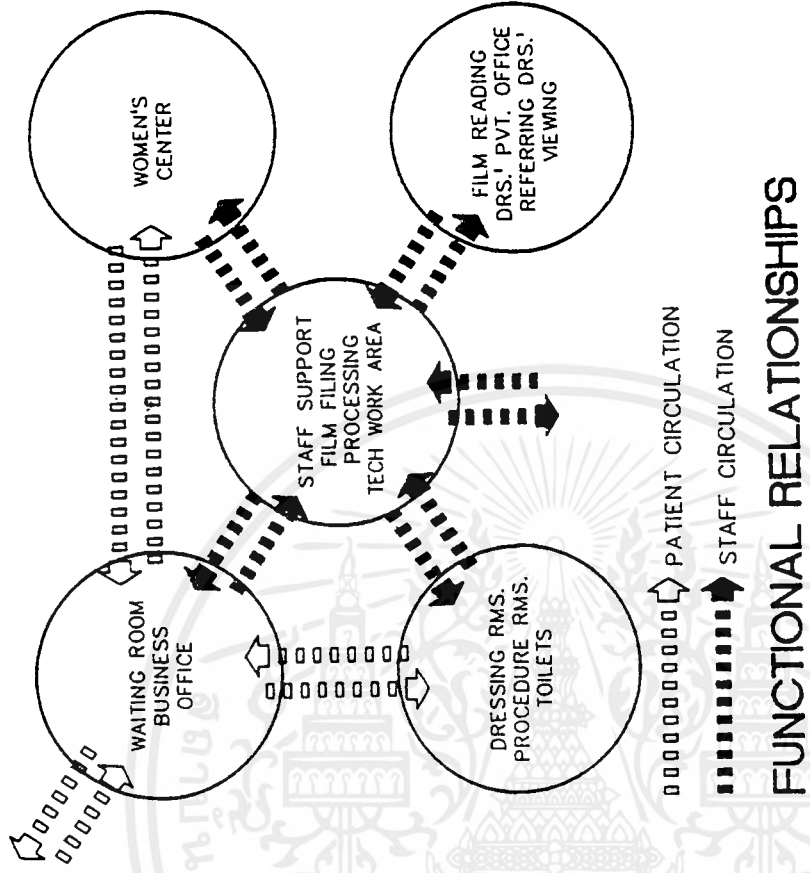 WAITING ROOM
BUSINESS
OFFICE
WOMEN'S
CENTER
STAFF SUPPORT
FILM FILING
PROCESSING
TECH WORK AREA
DRESSING RMS.
PROCEDURE RMS.
TOILETS
FILM READING
DRS.' PVT. OFFICE
REFERRING DRS.'
VIEWING
PATIENT CIRCULATION
STAFF CIRCULATION
FUNCTIONAL RELATIONSHIPS